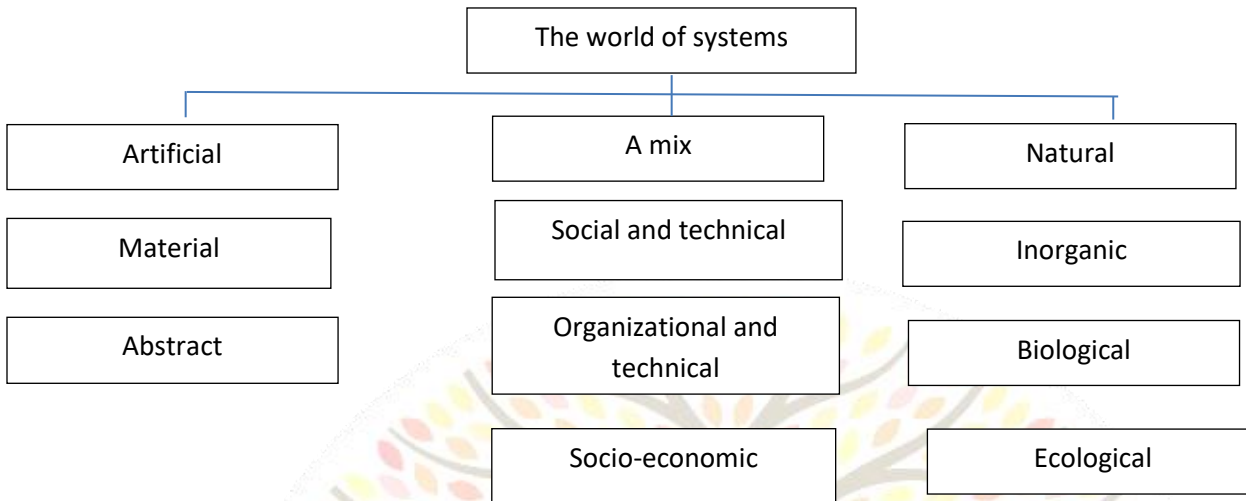 The world of systems
Artificial
A mix
Natural
Material
Social and technical
Inorganic
Abstract
Organizational and
technical
Biological
Socio-economic
Ecological